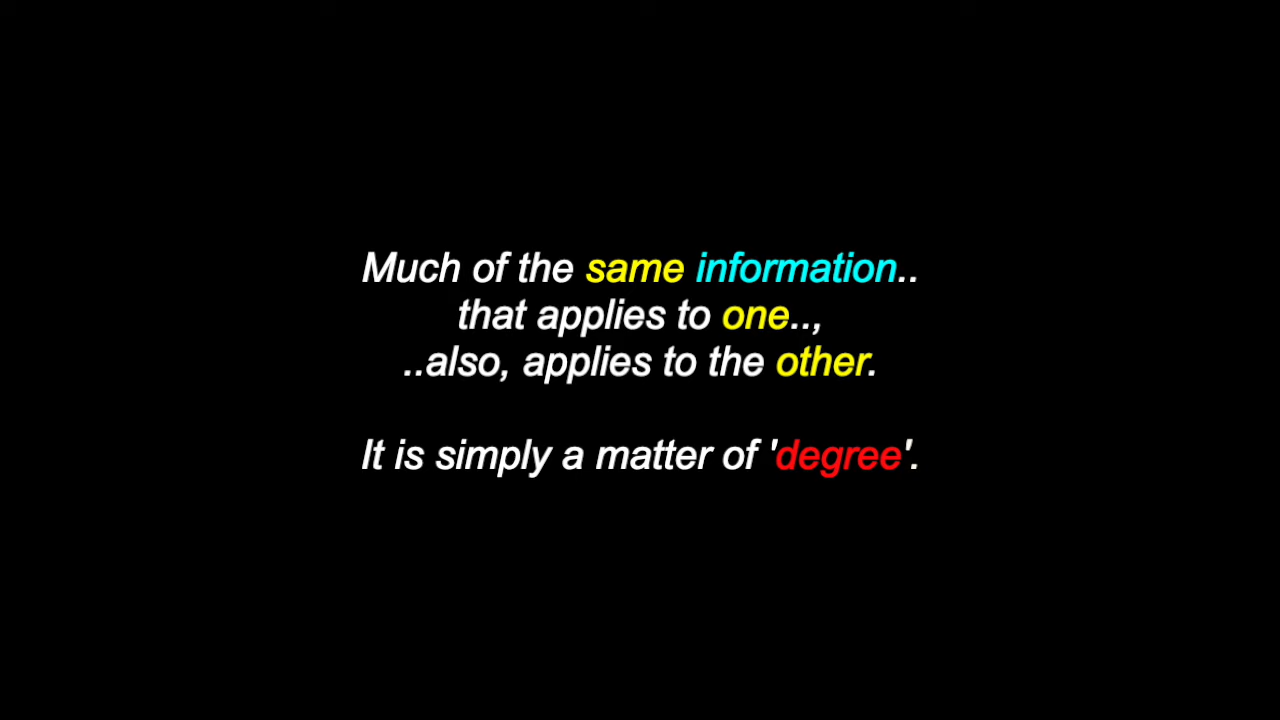 Much of the same information..
that applies to one..,
..also, applies to the other.
It is simply a matter of 'degree'.